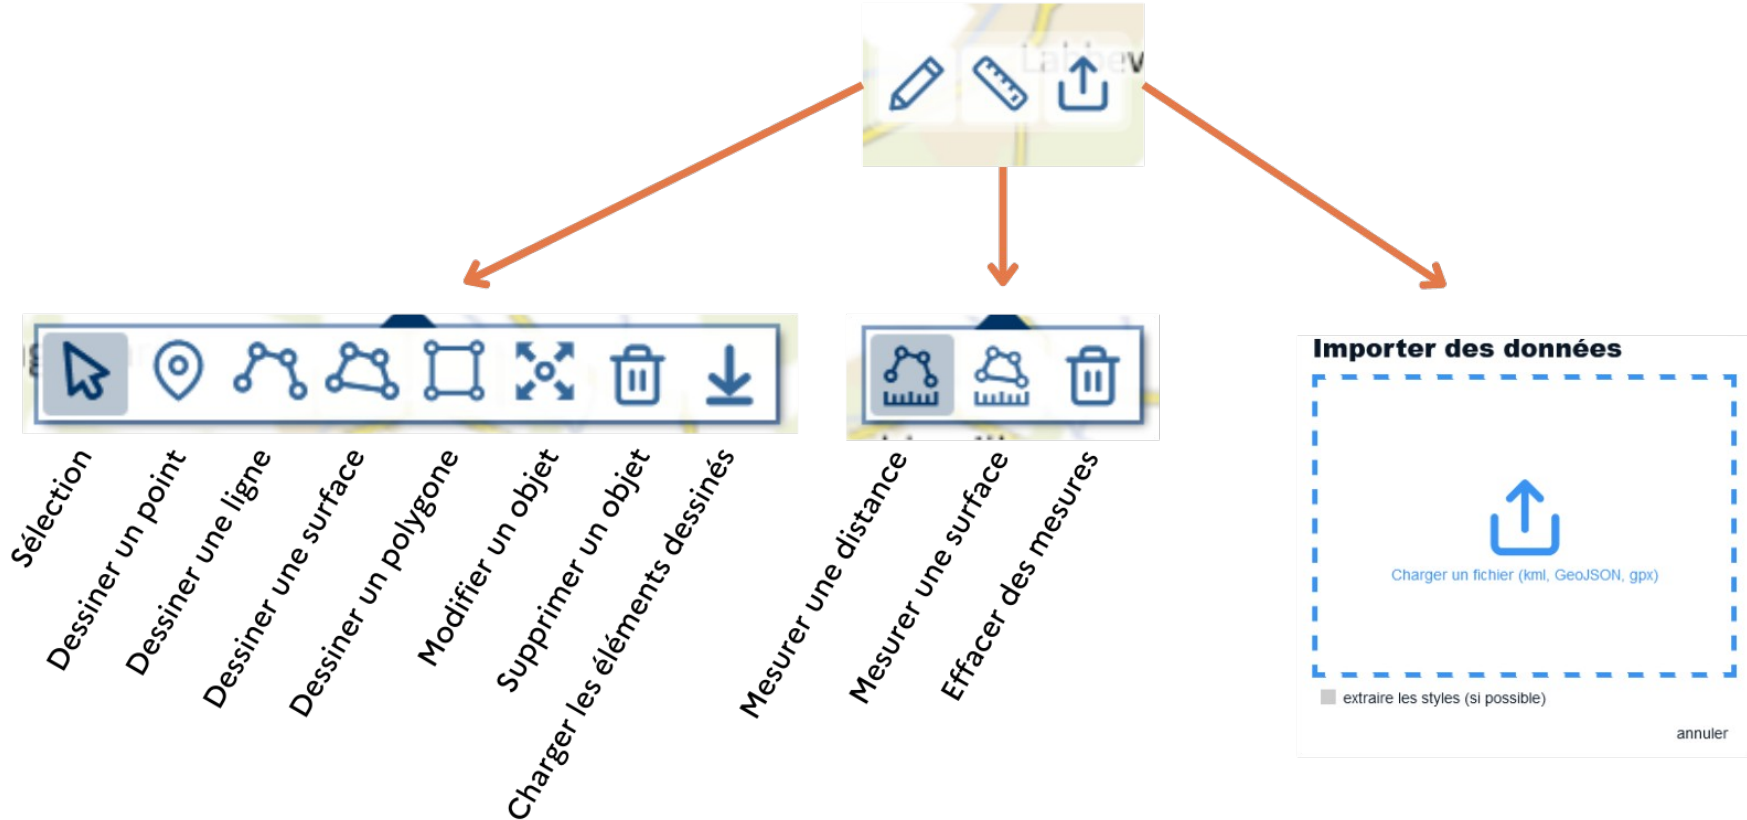 Sélection
Dessiner un point
Dessiner une ligne
Dessiner une surface
Dessiner un polygone
Modifier un objet
Supprimer un objet
Charger les éléments dessinés
Mesurer une distance
Mesurer une surface
Effacer des mesures
Importer des données
Charger un fichier (kml, GeoJSON, gpx)
extraire les styles (si possible)
annuler